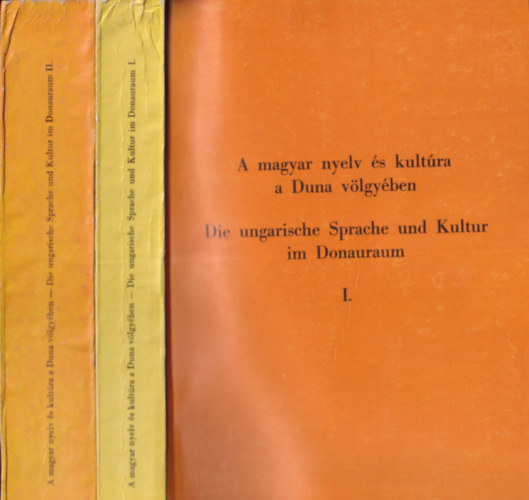 A magyar nyelv és kultúra a Duna völgyében — Die ungarische Sprache und Kultur im Donauraum II.
A magyar nyelv és kultúra a Duna völgyében — Die ungarische Sprache und Kultur im Donauraum I.
A magyar nyelv és kultúra
a Duna völgyében
Die ungarische Sprache und Kultur
im Donauraum
I.